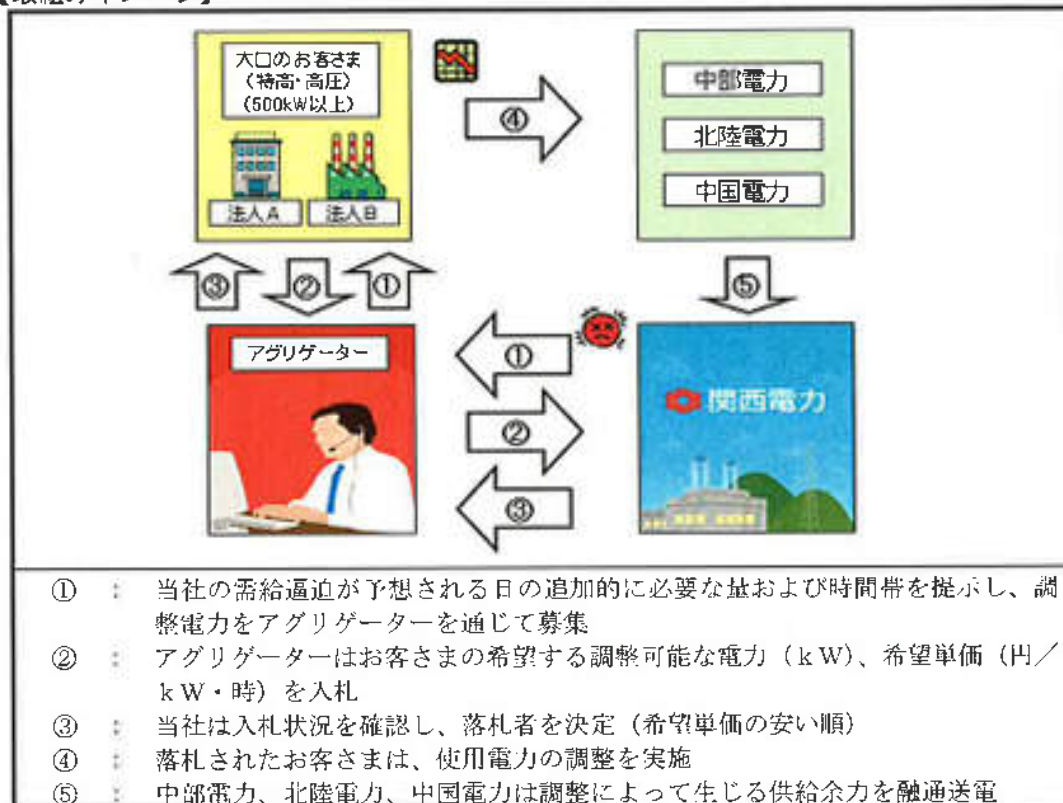 大口のお客さま
(特高・高圧)
(500kW以上)
法人A
法人B
④
中部電力
北陸電力
中国電力
③
②
①
⑤
アグリゲーター
①
②
③
関西電力
① : 当社の需給逼迫が予想される日の追加的に必要な量および時間帯を提示し、調
整電力をアグリゲーターを通じて募集
② : アグリゲーターはお客さまの希望する調整可能な電力(kW)、希望単価(円/
kW・時)を入札
③ : 当社は入札状況を確認し、落札者を決定(希望単価の安い順)
④ : 落札されたお客さまは、使用電力の調整を実施
⑤ : 中部電力、北陸電力、中国電力は調整によって生じる供給余力を融通送電